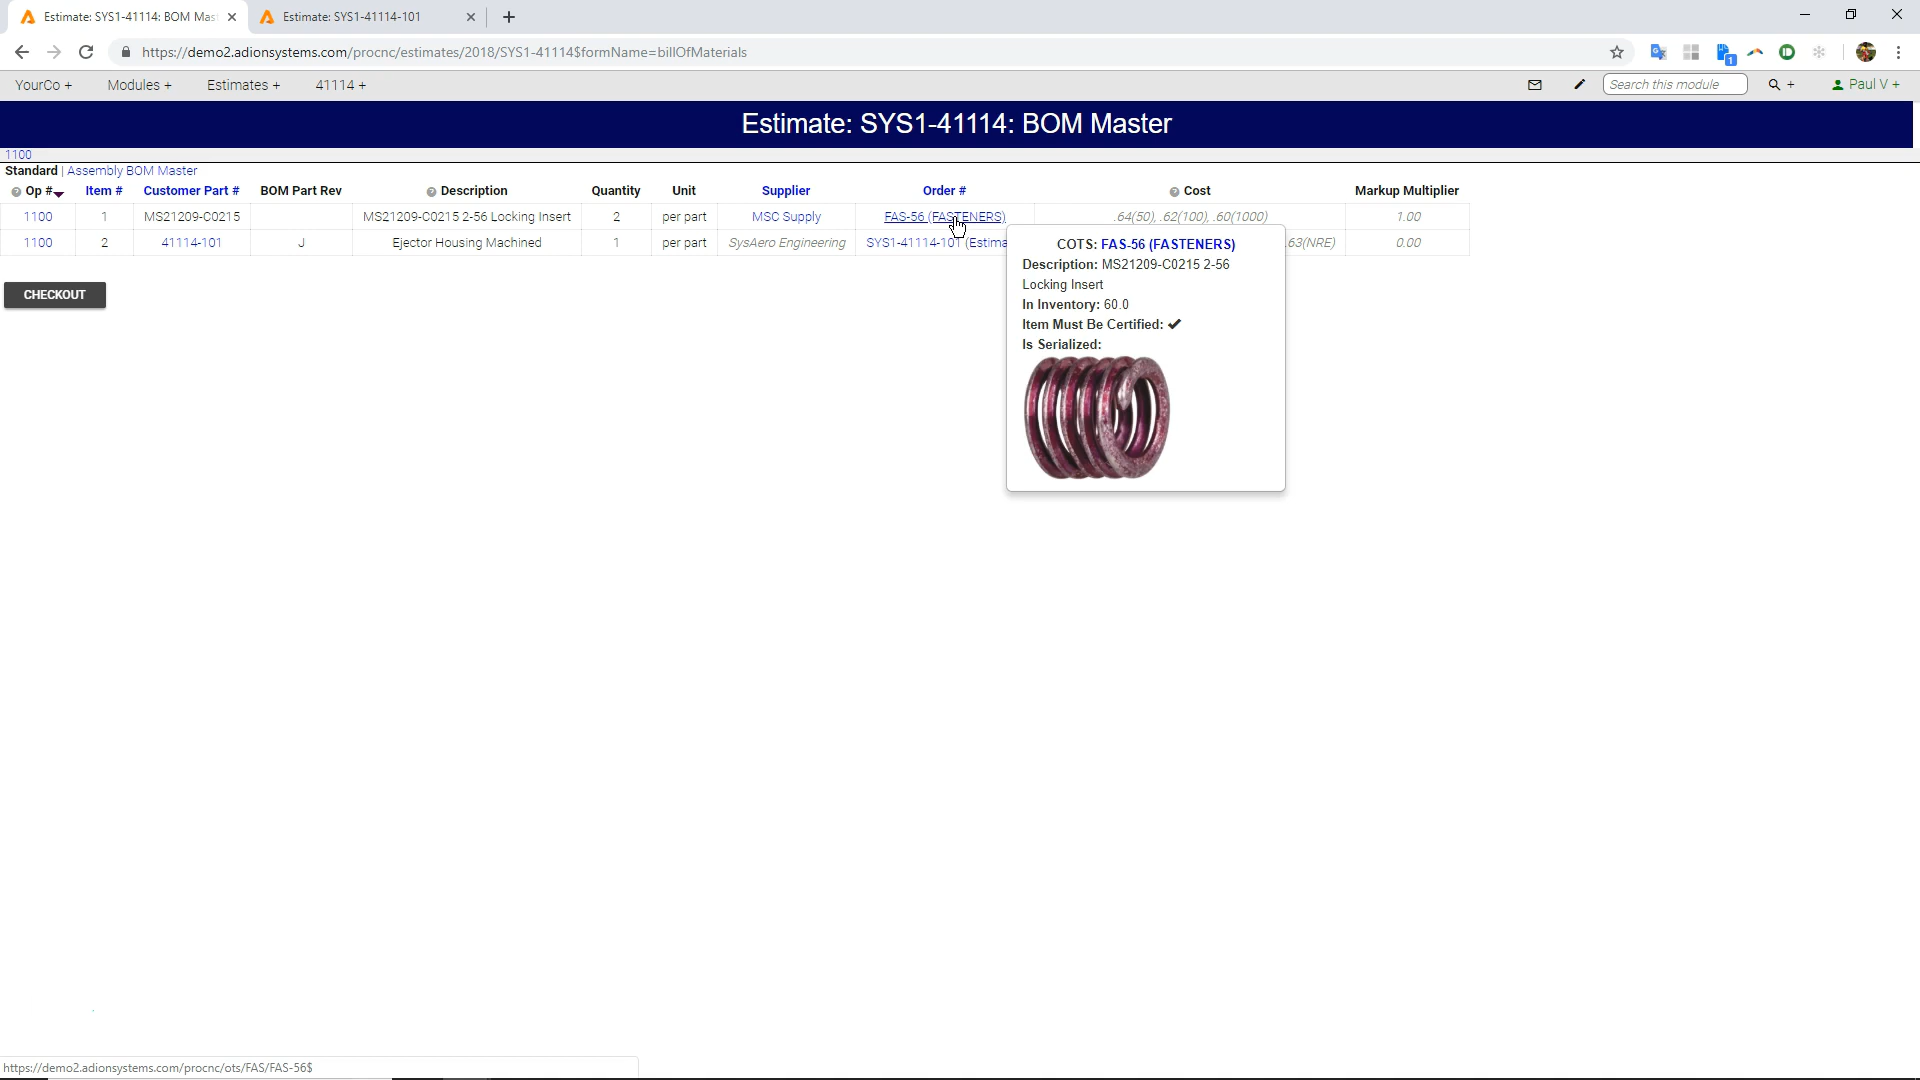 Estimate: SYS1-41114: BOM Mas
Estimate: SYS1-41114-101
https://demo2.adionsystems.com/procnc/estimates/2018/SYS1-41114$formName=billOfMaterials
1
YourCo + Modules + Estimates + 41114 + Search this module + Paul V +
Estimate: SYS1-41114: BOM Master
1100
Standard | Assembly BOM Master
Op # Item # Customer Part # BOM Part Rev Description Quantity Unit Supplier Order # Cost Markup Multiplier
1100 1 MS21209-C0215 MS21209-C0215 2-56 Locking Insert 2 per part MSC Supply FAS-56 (FASTENERS) .64(50), .62(100), .60(1000) 1.00
1100 2 41114-101 J Ejector Housing Machined 1 per part SysAero Engineering SYS1-41114-101 (Estima .63(NRE) 0.00
COTS: FAS-56 (FASTENERS)
Description: MS21209-C0215 2-56
Locking Insert
In Inventory: 60.0
Item Must Be Certified: ✔
Is Serialized:
CHECKOUT
https://demo2.adionsystems.com/procnc/ots/FAS/FAS-56$